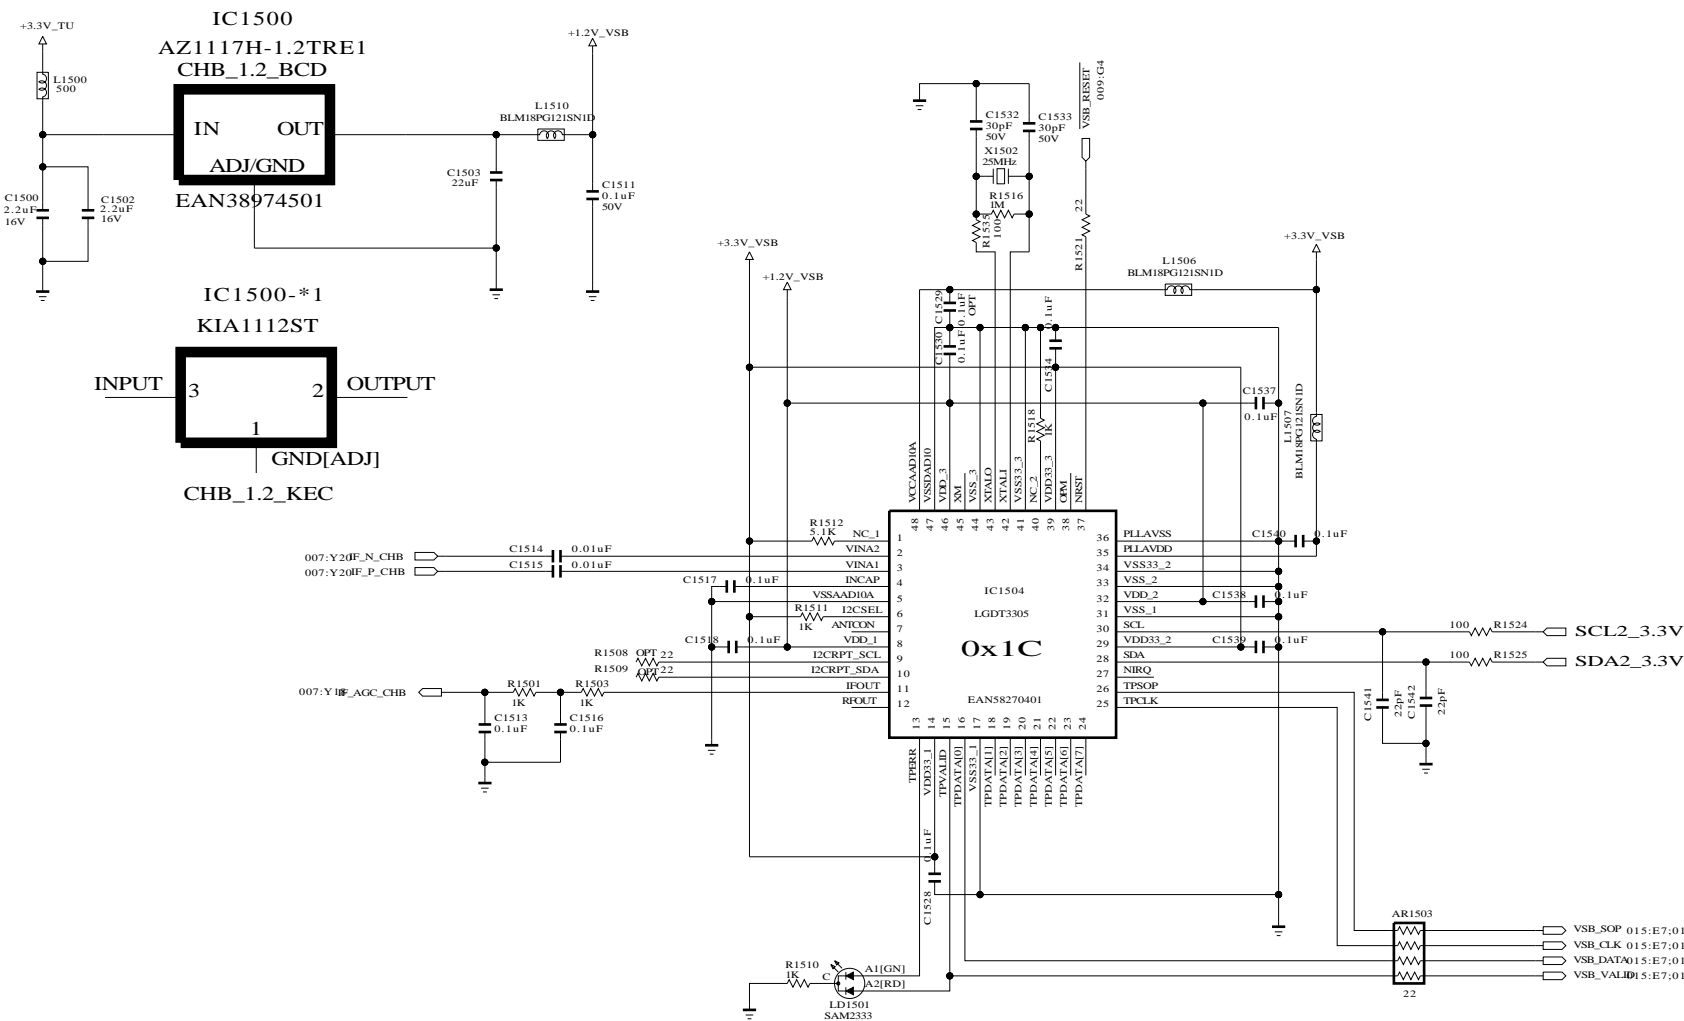 IC1500
AZ1117H-1.2TRE1
CHB_1.2_BCD
+3.3V_TU
L1500
500
IN
OUT
ADJ/GND
EAN38974501
C1500
2.2uF
16V
C1502
2.2uF
16V
+1.2V_VSB
L1510
BLM18PG121SN1D
C1503
22uF
C1511
0.1uF
50V
IC1500-*1
KIA1112ST
INPUT
3
2
OUTPUT
1
GND[ADJ]
CHB_1.2_KEC
C1532
30pF
50V
C1533
30pF
50V
X1502
25MHz
R1516
1M
R1535
100
VSB_RESET
009:G4
22
R1521
+3.3V_VSB
+1.2V_VSB
+3.3V_VSB
L1506
BLM18PG121SN1D
C1529
0.1uF
OPT
C1530
0.1uF
0.1uF
C1534
R1518
1K
C1537
0.1uF
L1507
BLM18PG121SN1D
VCCAAD10A
VSSDAD10
VDD_3
XM
VSS_3
XTALO
XTALI
VSS33_3
NC_2
VDD33_3
OPM
NRST
48
47
46
45
44
43
42
41
40
39
38
37
R1512
5.1K
NC_1
1
007:Y20
IF_N_CHB
C1514
0.01uF
VINA2
2
007:Y20
IF_P_CHB
C1515
0.01uF
VINA1
3
C1517
0.1uF
INCAP
4
VSSAAD10A
5
R1511
1K
I2CSEL
6
ANTCON
7
C1518
0.1uF
VDD_1
8
R1508
OPT
22
I2CRPT_SCL
9
R1509
OPT
22
I2CRPT_SDA
10
IF_AGC_CHB
R1501
1K
R1503
1K
IFOUT
11
RFOUT
12
C1513
0.1uF
C1516
0.1uF
IC1504
LGDT3305
0x1C
EAN58270401
36
PLLAVSS
C1540
0.1uF
35
PLLAVDD
34
VSS33_2
33
VSS_2
32
VDD_2
C1538
0.1uF
31
VSS_1
30
SCL
100
R1524
SCL2_3.3V
29
VDD33_2
C1539
0.1uF
28
SDA
100
R1525
SDA2_3.3V
27
NIRQ
26
TPSOP
25
TPCLK
C1541
22pF
C1542
22pF
13
14
15
16
17
18
19
20
21
22
23
24
TPERR
VDD33_1
TPVALID
TPDATA[0]
VSS33_1
TPDATA[1]
TPDATA[2]
TPDATA[3]
TPDATA[4]
TPDATA[5]
TPDATA[6]
TPDATA[7]
0.1uF
C1528
R1510
1K
C
A1[GN]
A2[RD]
LD1501
SAM2333
AR1503
22
VSB_SOP
015:E7;01
VSB_CLK
015:E7;01
VSB_DATA
015:E7;01
VSB_VALID
015:E7;01